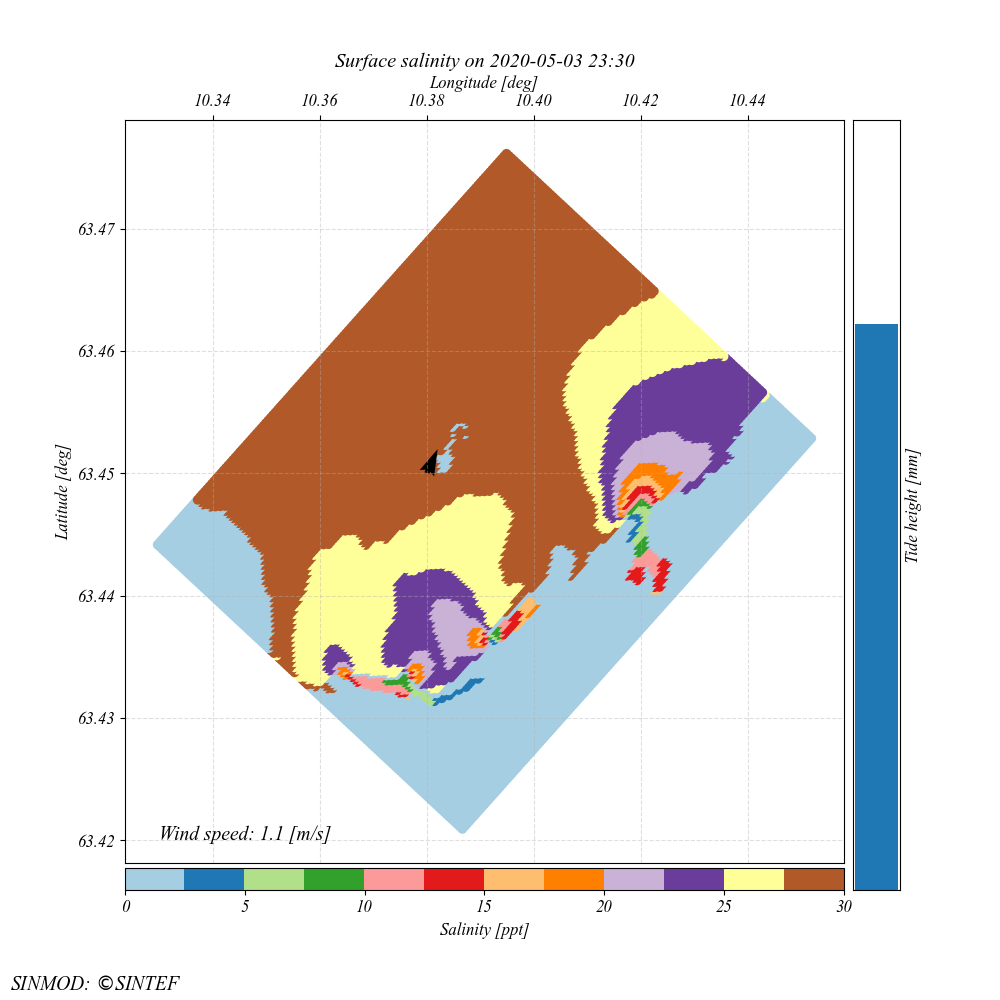 Surface salinity on 2020-05-03 23:30
Longitude [deg]
10.34 10.36 10.38 10.40 10.42 10.44
63.47
63.46
63.45
63.44
63.43
63.42
Latitude [deg]
Tide height [mm]
Wind speed: 1.1 [m/s]
0 5 10 15 20 25 30
Salinity [ppt]
SINMOD: ©SINTEF